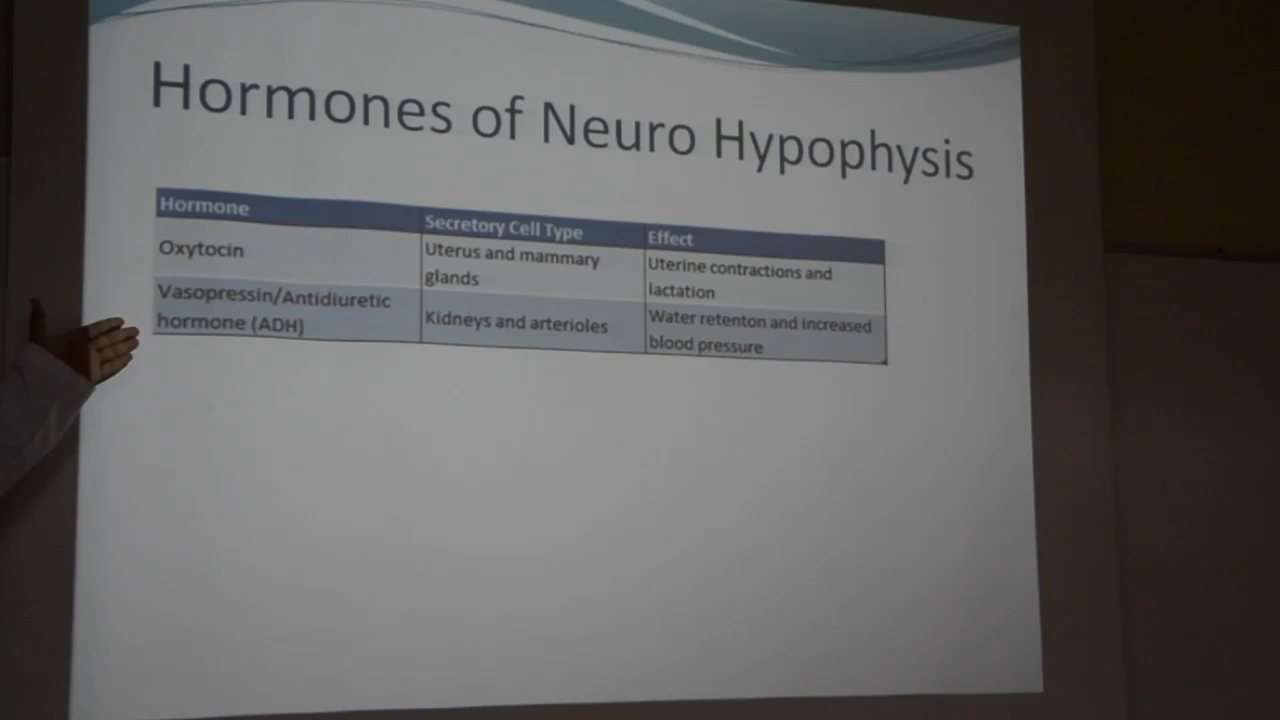 Hormones of Neuro Hypophysis
Hormone
Secretory Cell Type
Effect
Oxytocin
Uterus and mammary
glands
Uterine contractions and
lactation
Vasopressin/Antidiuretic
hormone (ADH)
Kidneys and arterioles
Water retenton and increased
blood pressure